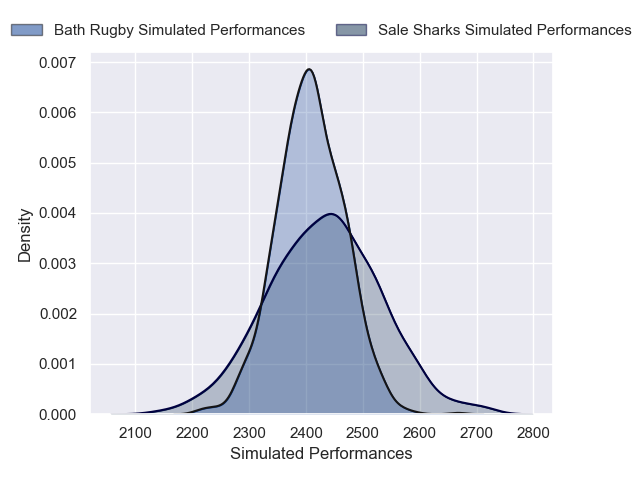 Bath Rugby Simulated Performances Sale Sharks Simulated Performances
0.007
0.006
0.005
0.004
0.003
0.002
0.001
0.000
Density
2100 2200 2300 2400 2500 2600 2700 2800
Simulated Performances